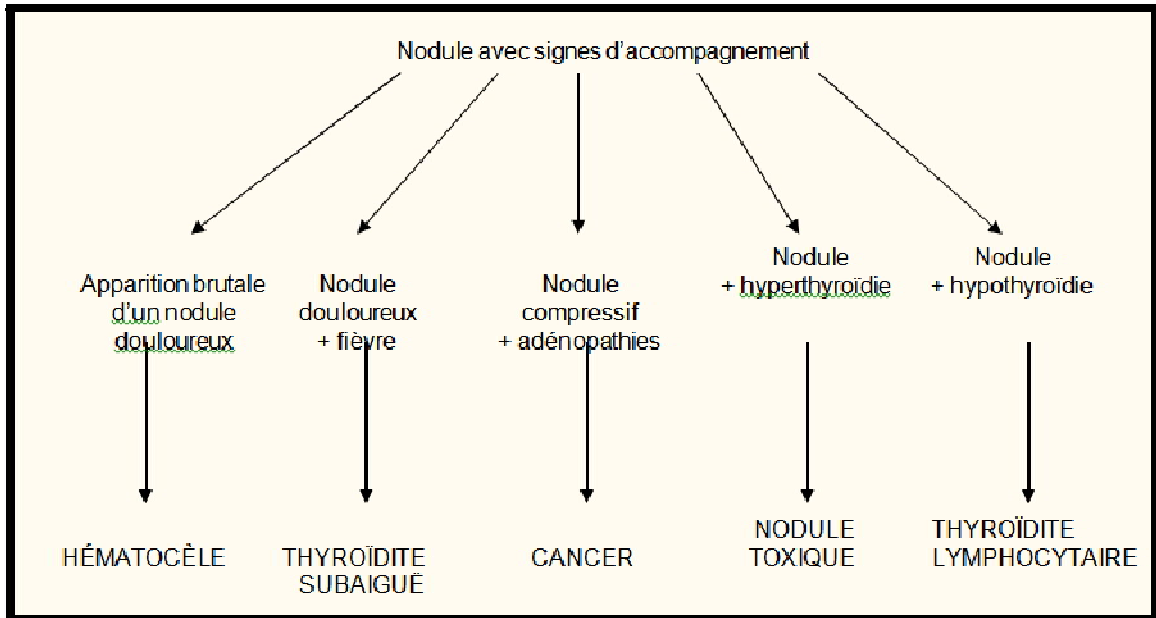 Nodule avec signes d'accompagnement
Apparition brutale
d'un nodule
douloureux
Nodule
douloureux
+ fièvre
Nodule
compressif
+ adénopathies
Nodule
+ hyperthyroïdie
Nodule
+ hypothyroïdie
HÉMATOCÈLE
THYROÏDITE
SUBAIGUË
CANCER
NODULE
TOXIQUE
THYROÏDITE
LYMPHOCYTAIRE